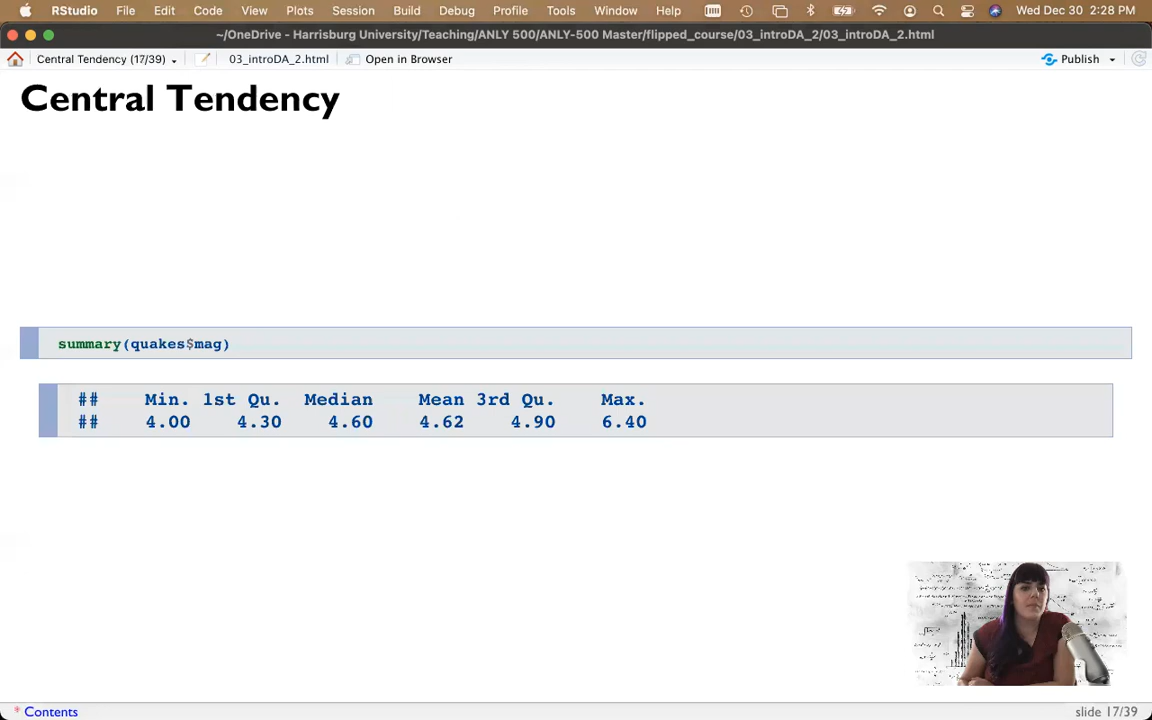 RStudio File Edit Code View Plots Session Build Debug Profile Tools Window Help Wed Dec 30 2:28 PM
~/OneDrive - Harrisburg University/Teaching/ANLY 500/ANLY-500 Master/flipped_course/03_introDA_2/03_introDA_2.html
Central Tendency (17/39) 03_introDA_2.html Open in Browser Publish
Central Tendency
summary(quakes$mag)
## Min. 1st Qu. Median Mean 3rd Qu. Max.
## 4.00 4.30 4.60 4.62 4.90 6.40
* Contents slide 17/39